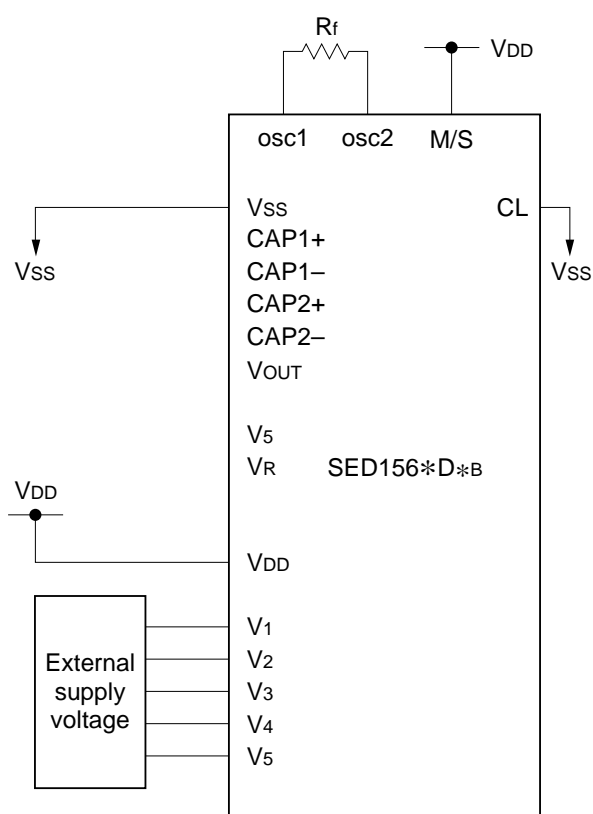 Rf
VDD
osc1 osc2 M/S
VSS CL
CAP1+
VSS CAP1– VSS
CAP2+
CAP2–
VOUT
V5
VR SED156*D*B
VDD
VDD
V1
External V2
supply V3
voltage V4
V5